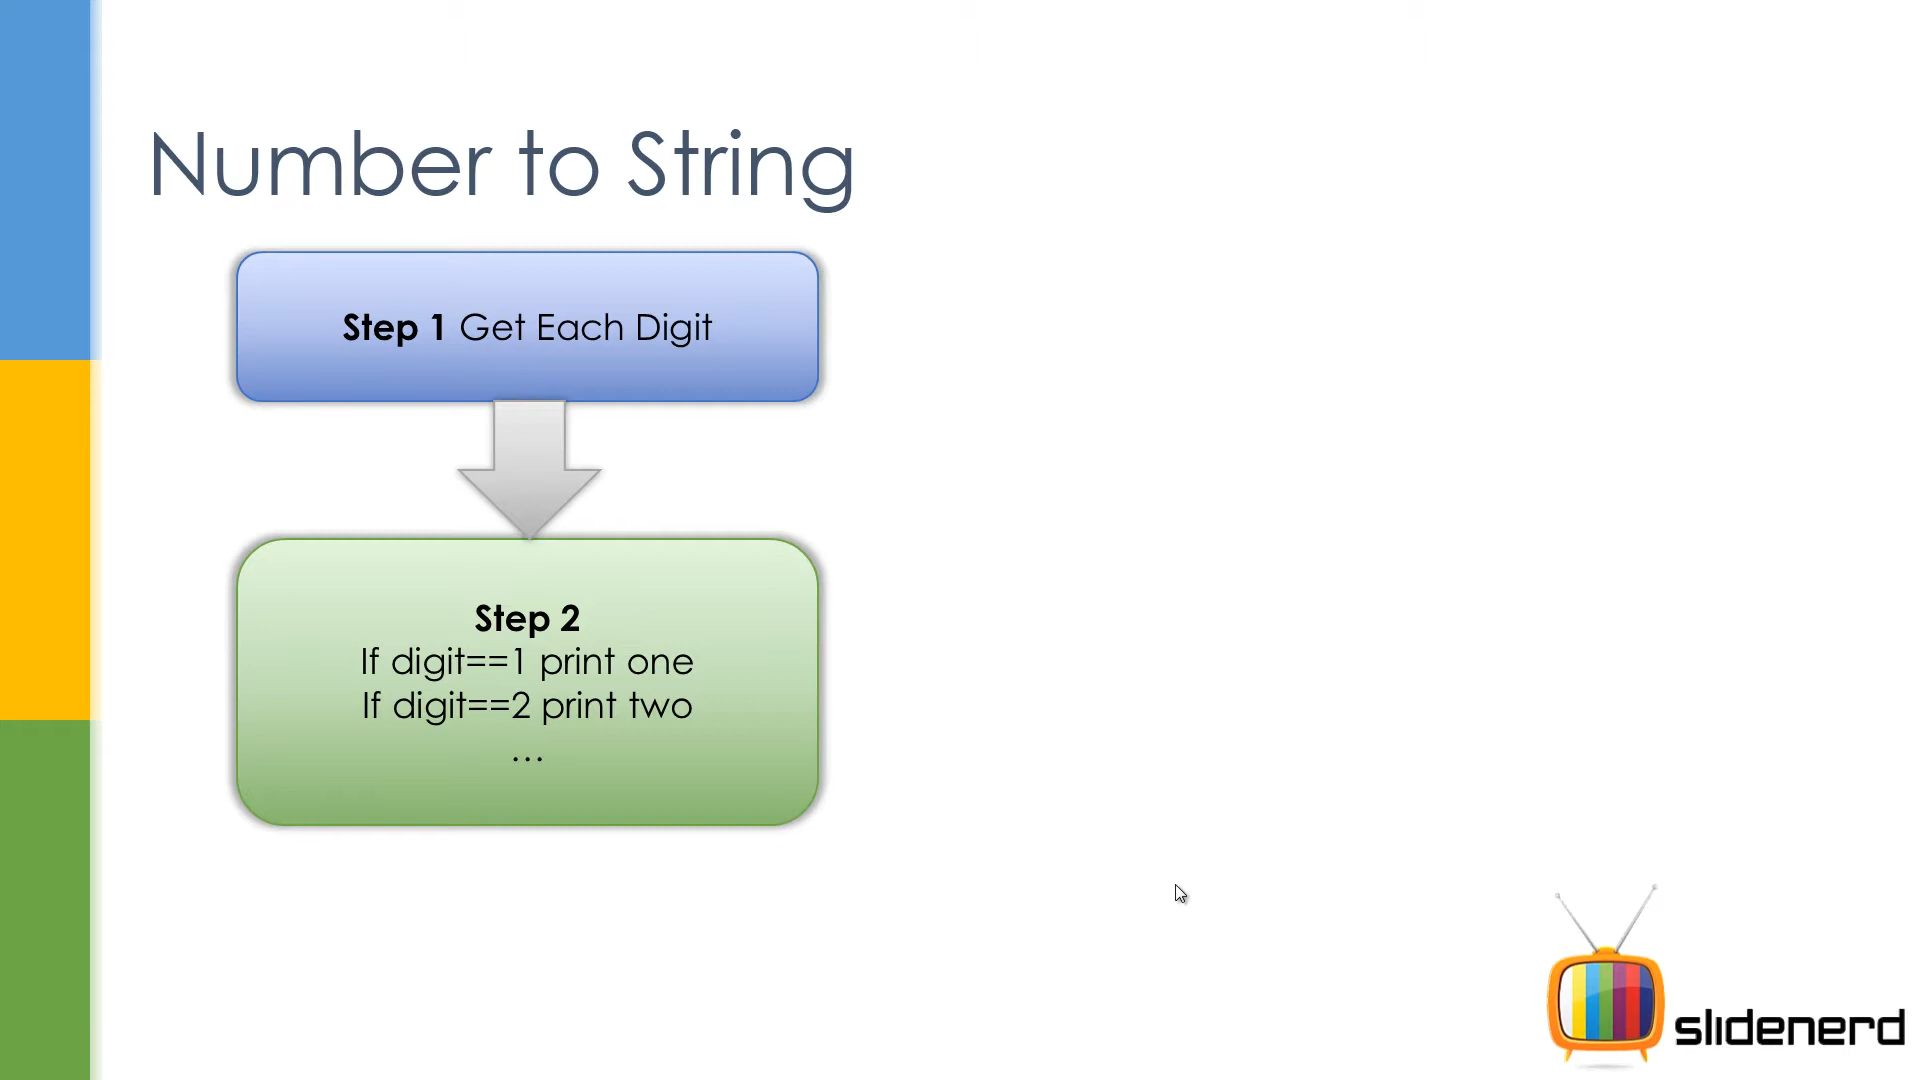 Number to String
Step 1 Get Each Digit
Step 2
If digit==1 print one
If digit==2 print two
…
slidenerd